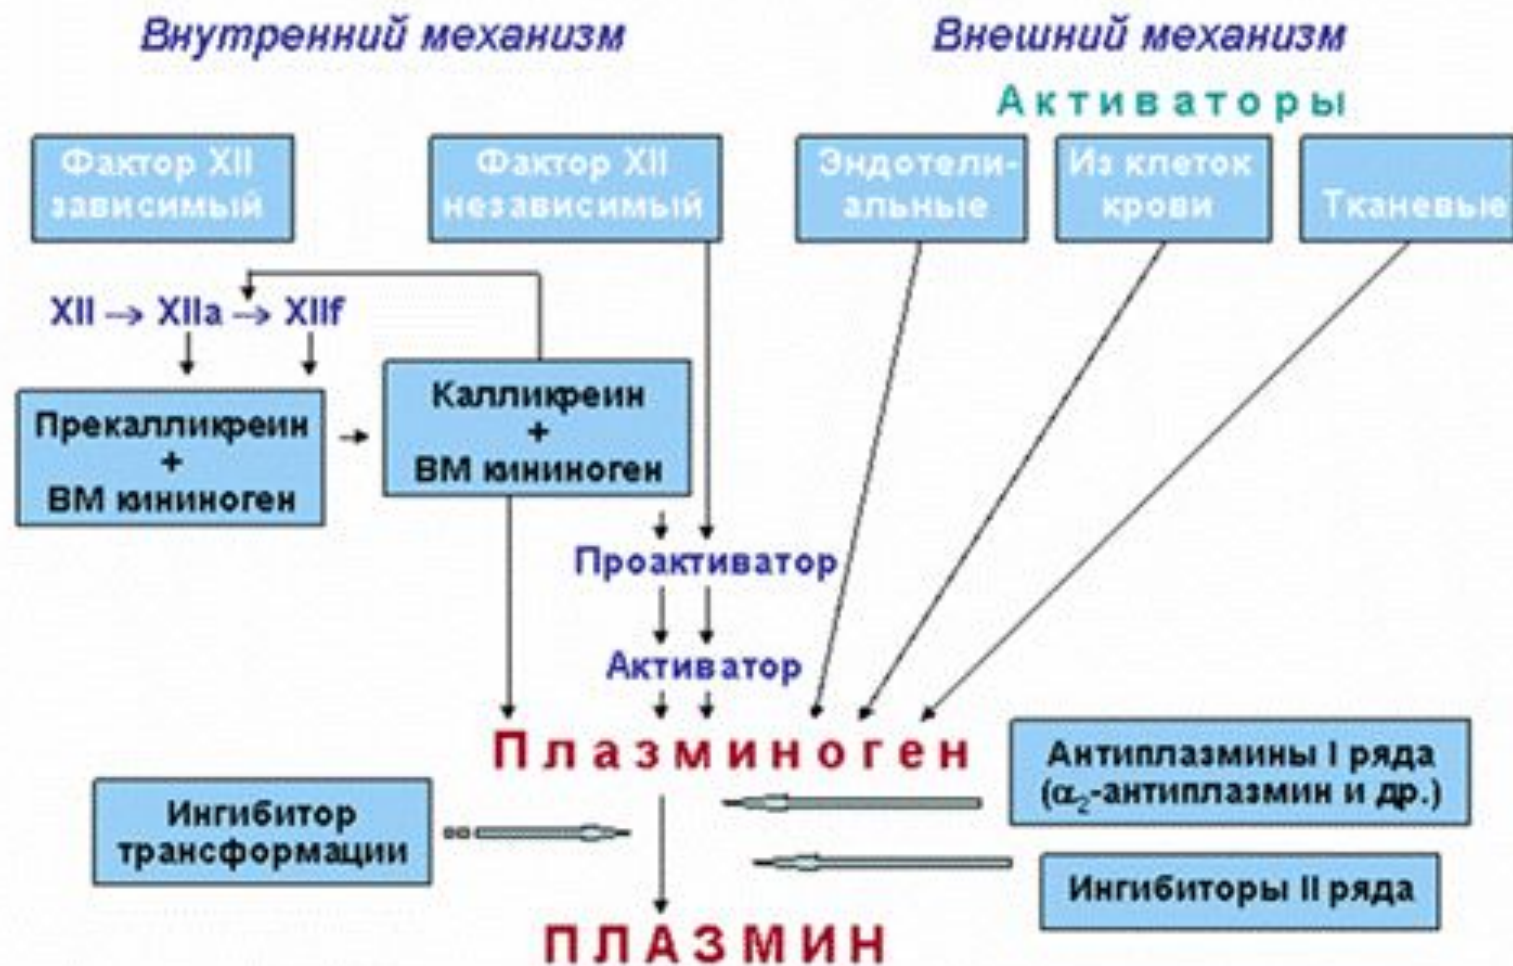 Внутренний механизм
Внешний механизм
Активаторы
Фактор XII
зависимый
Фактор XII
независимый
Эндотели-
альные
Из клеток
крови
Тканевые
XII → XIIa → XIIf
Прекалликреин
+
ВМ кининоген
Калликреин
+
ВМ кининоген
Проактиватор
Активатор
Плазминоген
Антиплазмины I ряда
(α₂-антиплазмин и др.)
Ингибитор
трансформации
Ингибиторы II ряда
ПЛАЗМИН